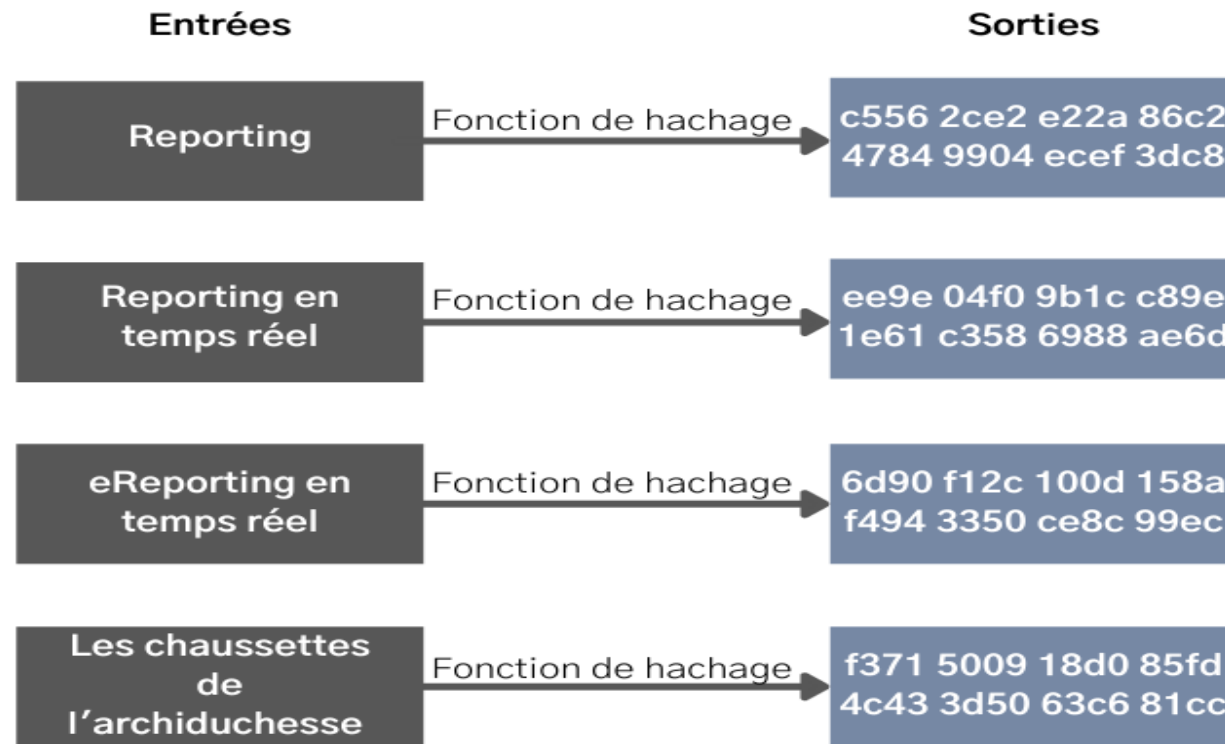 Entrées
Sorties
Reporting
Fonction de hachage
c556 2ce2 e22a 86c2
4784 9904 ecef 3dc8
Reporting en
temps réel
Fonction de hachage
ee9e 04f0 9b1c c89e
1e61 c358 6988 ae6d
eReporting en
temps réel
Fonction de hachage
6d90 f12c 100d 158a
f494 3350 ce8c 99ec
Les chaussettes
de
l'archiduchesse
Fonction de hachage
f371 5009 18d0 85fd
4c43 3d50 63c6 81cc